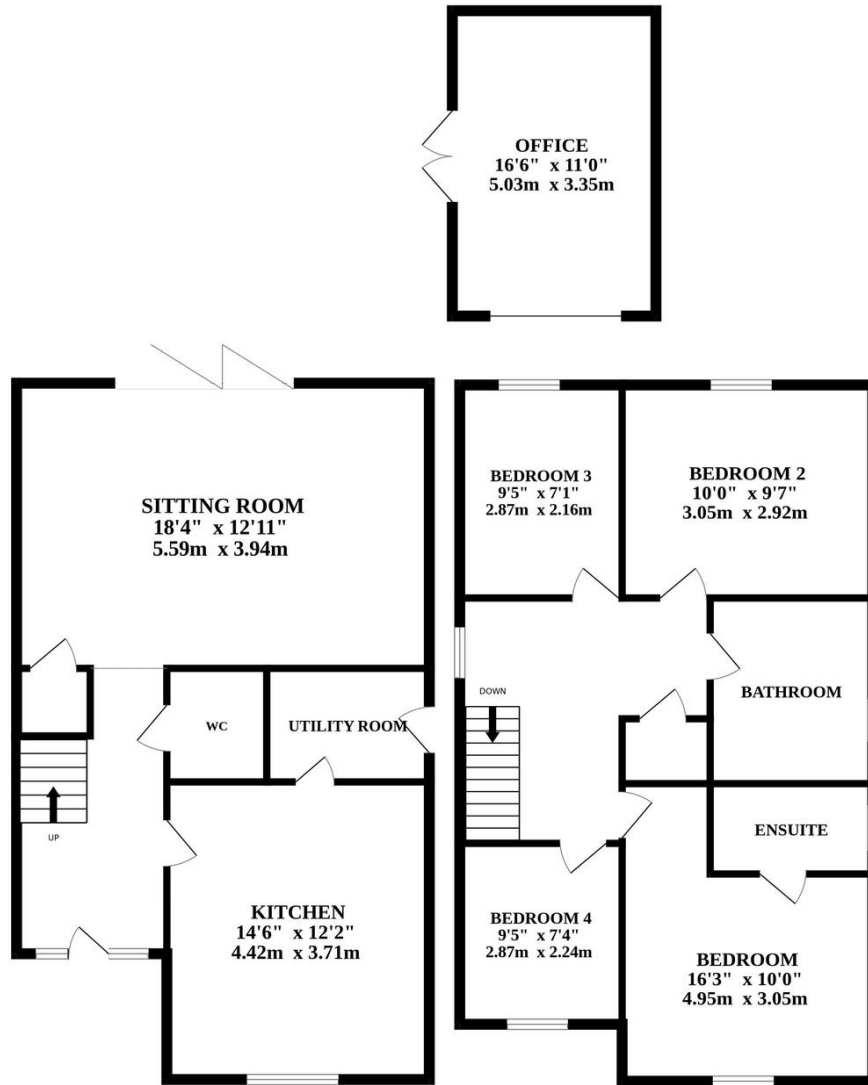 OFFICE
16'6" x 11'0"
5.03m x 3.35m
SITTING ROOM
18'4" x 12'11"
5.59m x 3.94m
WC
UTILITY ROOM
UP
KITCHEN
14'6" x 12'2"
4.42m x 3.71m
BEDROOM 3
9'5" x 7'1"
2.87m x 2.16m
BEDROOM 2
10'0" x 9'7"
3.05m x 2.92m
DOWN
BATHROOM
ENSUITE
BEDROOM 4
9'5" x 7'4"
2.87m x 2.24m
BEDROOM
16'3" x 10'0"
4.95m x 3.05m